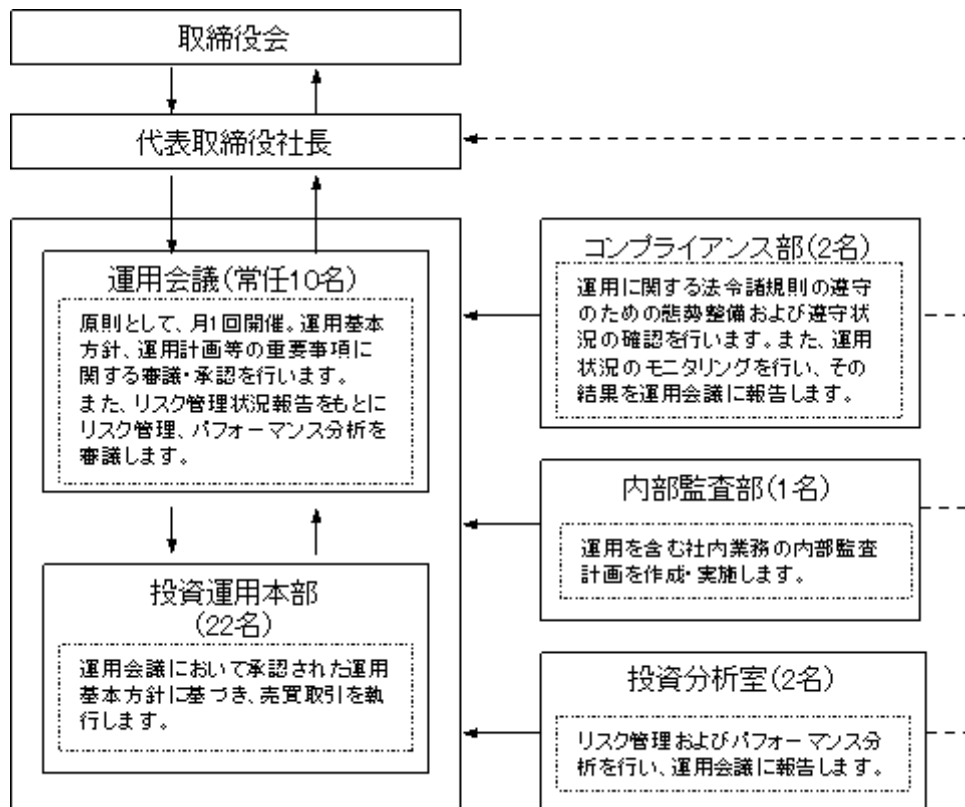 取締役会
代表取締役社長
運用会議(常任10名)
原則として、月1回開催。運用基本
方針、運用計画等の重要事項に
関する審議・承認を行います。
また、リスク管理状況報告をもとに
リスク管理、パフォーマンス分析を
審議します。
投資運用本部
(22名)
運用会議において承認された運用
基本方針に基づき、売買取引を執
行します。
コンプライアンス部(2名)
運用に関する法令諸規則の遵守
のための態勢整備および遵守状
況の確認を行います。また、運用
状況のモニタリングを行い、その
結果を運用会議に報告します。
内部監査部(1名)
運用を含む社内業務の内部監査
計画を作成・実施します。
投資分析室(2名)
リスク管理およびパフォーマンス分
析を行い、運用会議に報告します。